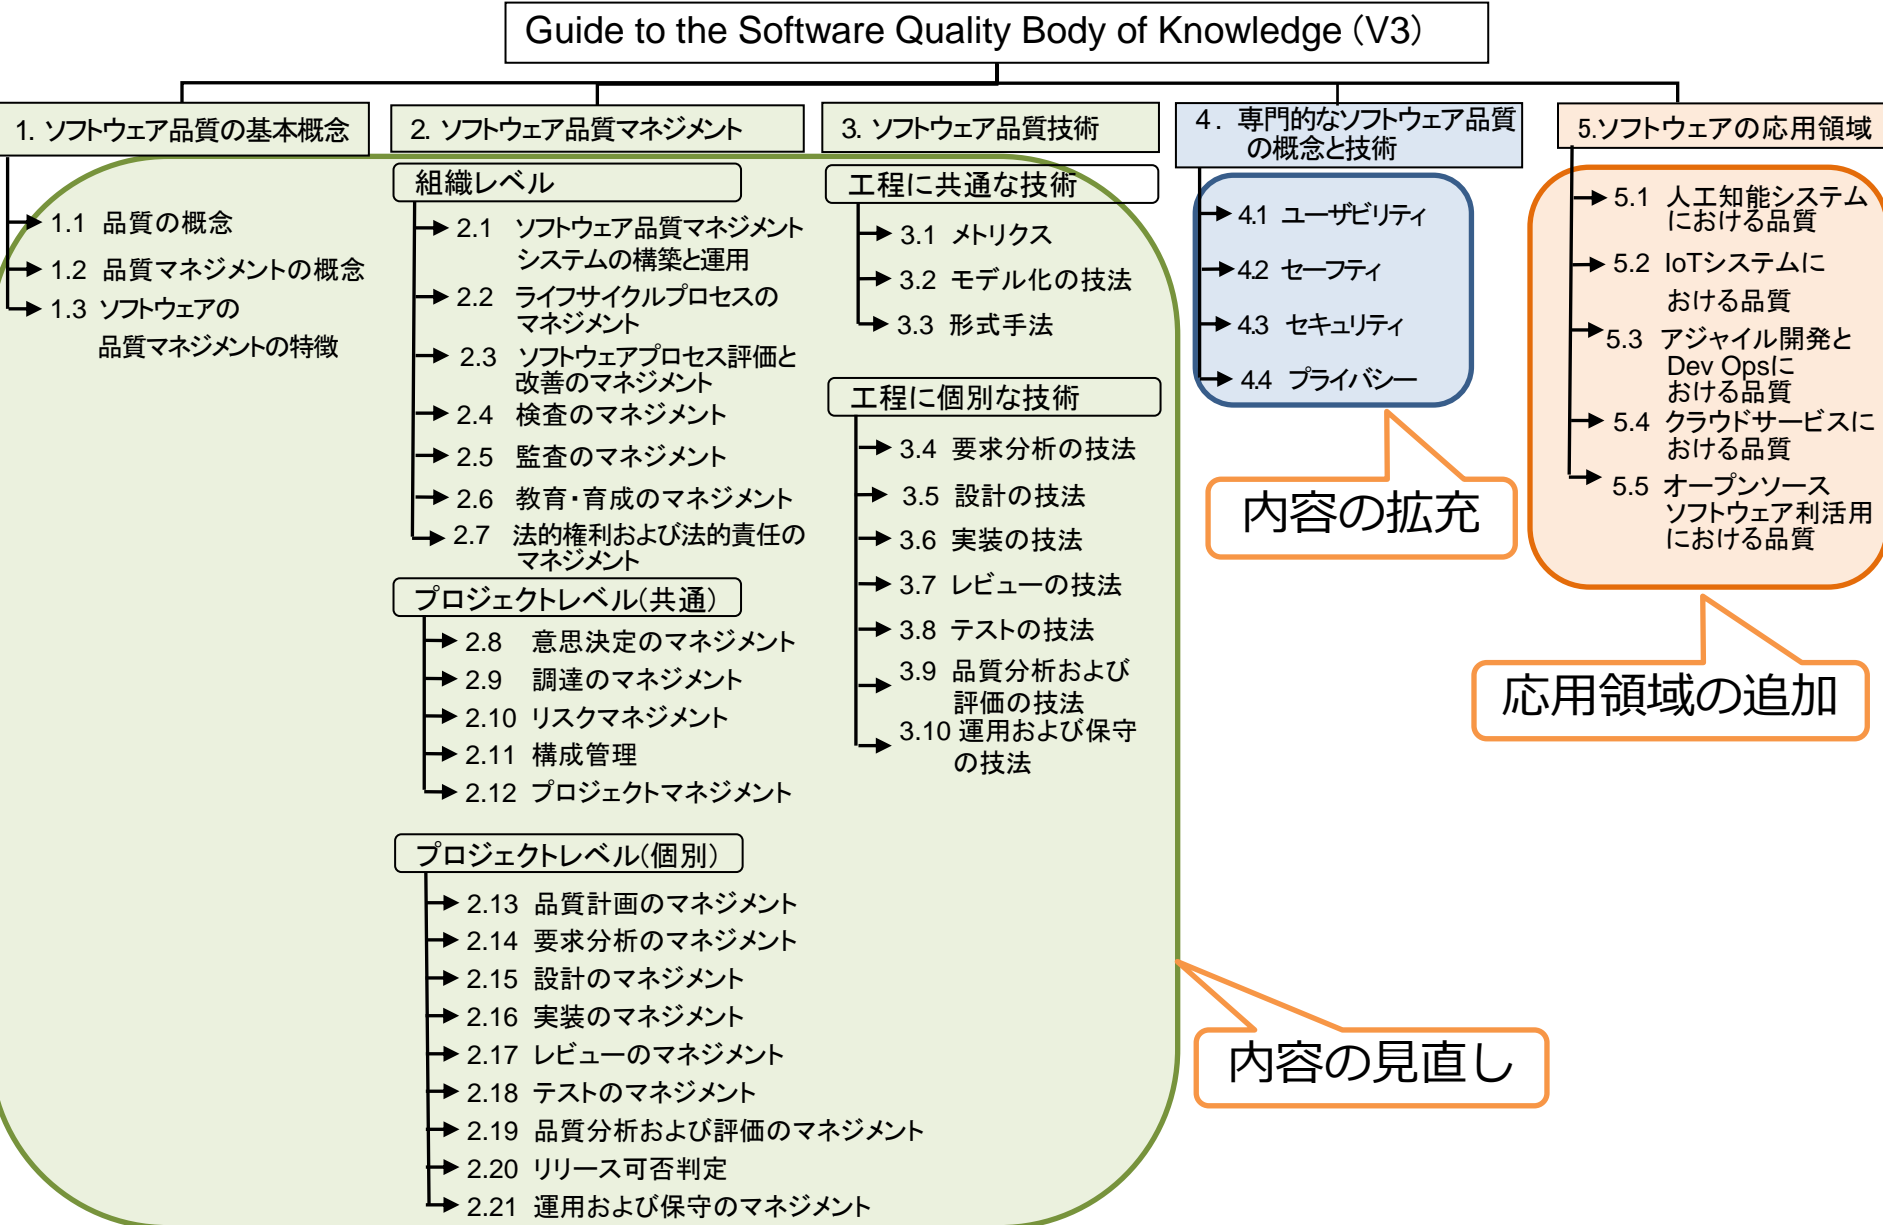 Guide to the Software Quality Body of Knowledge（V3）
1. ソフトウェア品質の基本概念
1.1 品質の概念
1.2 品質マネジメントの概念
1.3 ソフトウェアの
品質マネジメントの特徴
2. ソフトウェア品質マネジメント
組織レベル
2.1 ソフトウェア品質マネジメント
システムの構築と運用
2.2 ライフサイクルプロセスの
マネジメント
2.3 ソフトウェアプロセス評価と
改善のマネジメント
2.4 検査のマネジメント
2.5 監査のマネジメント
2.6 教育・育成のマネジメント
2.7 法的権利および法的責任の
マネジメント
プロジェクトレベル（共通）
2.8 意思決定のマネジメント
2.9 調達のマネジメント
2.10 リスクマネジメント
2.11 構成管理
2.12 プロジェクトマネジメント
プロジェクトレベル（個別）
2.13 品質計画のマネジメント
2.14 要求分析のマネジメント
2.15 設計のマネジメント
2.16 実装のマネジメント
2.17 レビューのマネジメント
2.18 テストのマネジメント
2.19 品質分析および評価のマネジメント
2.20 リリース可否判定
2.21 運用および保守のマネジメント
3. ソフトウェア品質技術
工程に共通な技術
3.1 メトリクス
3.2 モデル化の技法
3.3 形式手法
工程に個別な技術
3.4 要求分析の技法
3.5 設計の技法
3.6 実装の技法
3.7 レビューの技法
3.8 テストの技法
3.9 品質分析および
評価の技法
3.10 運用および保守
の技法
4. 専門的なソフトウェア品質
の概念と技術
4.1 ユーザビリティ
4.2 セーフティ
4.3 セキュリティ
4.4 プライバシー
内容の拡充
5.ソフトウェアの応用領域
5.1 人工知能システム
における品質
5.2 IoTシステムに
おける品質
5.3 アジャイル開発と
Dev Opsに
おける品質
5.4 クラウドサービスに
おける品質
5.5 オープンソース
ソフトウェア利活用
における品質
応用領域の追加
内容の見直し